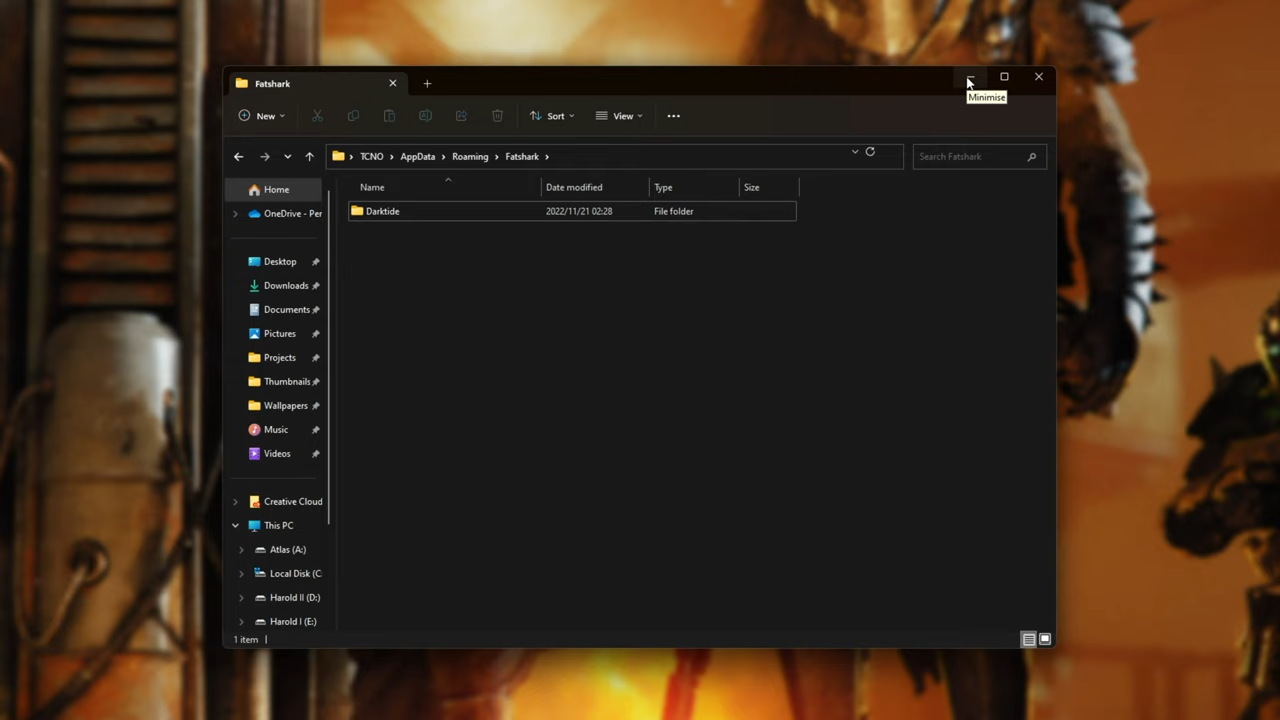 Fatshark
Minimise
New
Sort
View
TCNO
AppData
Roaming
Fatshark
Search Fatshark
Name
Date modified
Type
Size
Darktide
2022/11/21 02:28
File folder
Home
OneDrive - Per
Desktop
Downloads
Documents
Pictures
Projects
Thumbnails
Wallpapers
Music
Videos
Creative Cloud
This PC
Atlas (A:)
Local Disk (C
Harold II (D:)
Harold I (E:)
1 item